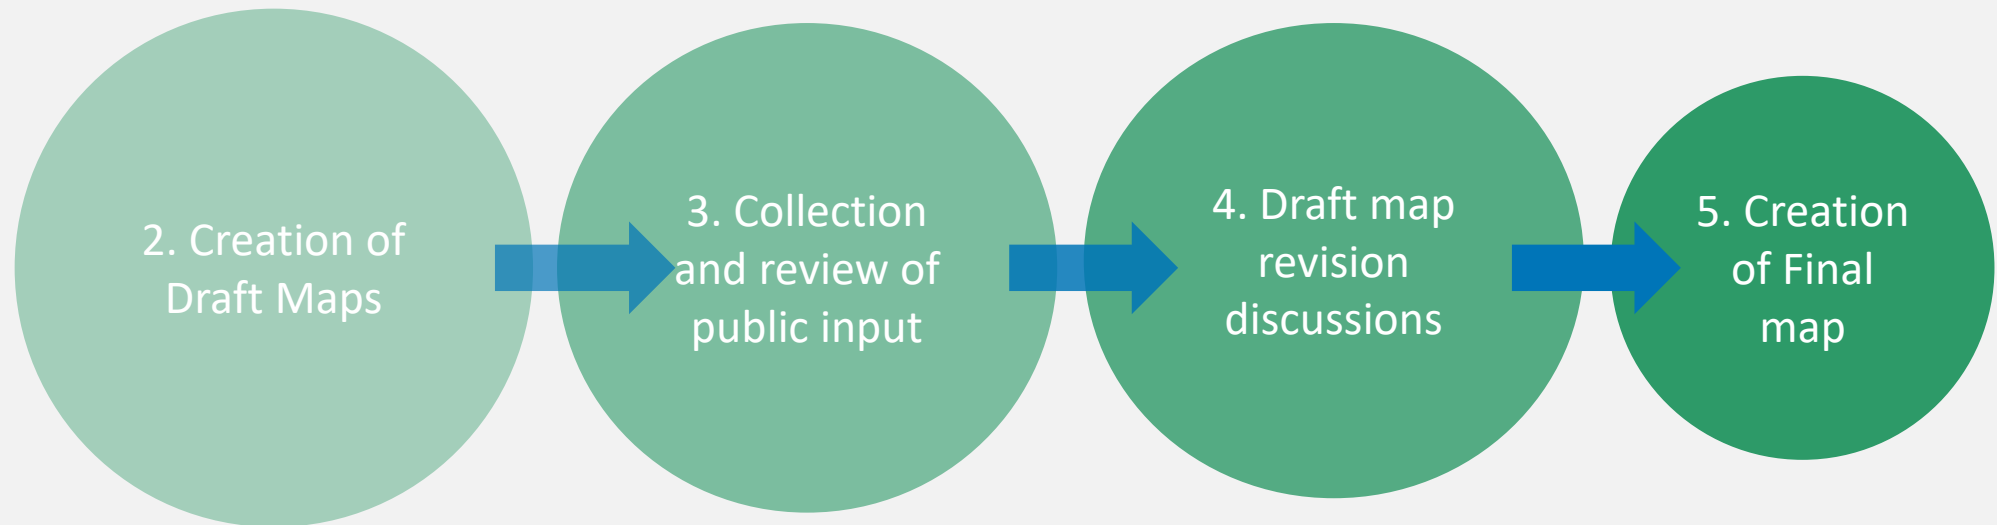 2. Creation of
Draft Maps
3. Collection
and review of
public input
4. Draft map
revision
discussions
5. Creation
of Final
map